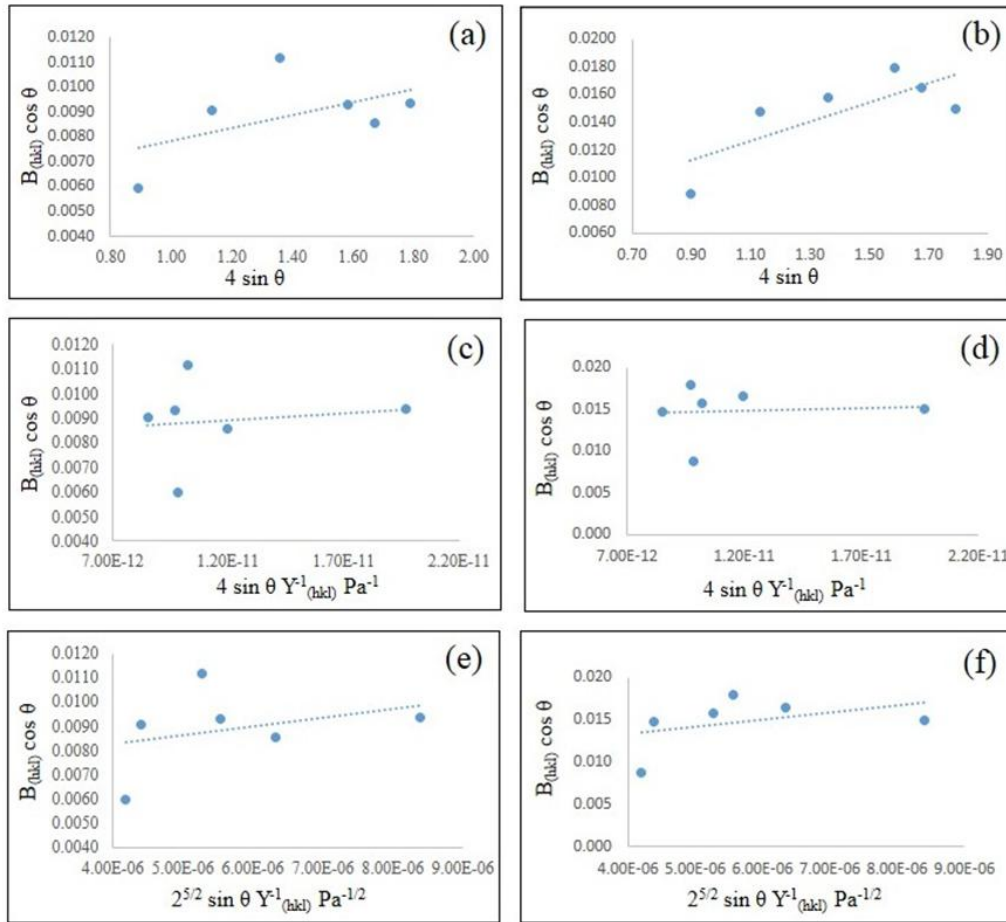 (a)
B(hkl) cos θ
0.0120
0.0110
0.0100
0.0090
0.0080
0.0070
0.0060
0.0050
0.0040
0.80 1.00 1.20 1.40 1.60 1.80 2.00
4 sin θ
(b)
B(hkl) cos θ
0.0200
0.0180
0.0160
0.0140
0.0120
0.0100
0.0080
0.0060
0.70 0.90 1.10 1.30 1.50 1.70 1.90
4 sin θ
(c)
B(hkl) cos θ
0.0120
0.0110
0.0100
0.0090
0.0080
0.0070
0.0060
0.0050
0.0040
7.00E-12 1.20E-11 1.70E-11 2.20E-11
4 sin θ Y⁻¹(hkl) Pa⁻¹
(d)
B(hkl) cos θ
0.020
0.015
0.010
0.005
0.000
7.00E-12 1.20E-11 1.70E-11 2.20E-11
4 sin θ Y⁻¹(hkl) Pa⁻¹
(e)
B(hkl) cos θ
0.0120
0.0110
0.0100
0.0090
0.0080
0.0070
0.0060
0.0050
0.0040
4.00E-06 5.00E-06 6.00E-06 7.00E-06 8.00E-06 9.00E-06
2⁵ᐟ² sin θ Y⁻¹(hkl) Pa⁻¹ᐟ²
(f)
B(hkl) cos θ
0.020
0.015
0.010
0.005
0.000
4.00E-06 5.00E-06 6.00E-06 7.00E-06 8.00E-06 9.00E-06
2⁵ᐟ² sin θ Y⁻¹(hkl) Pa⁻¹ᐟ²